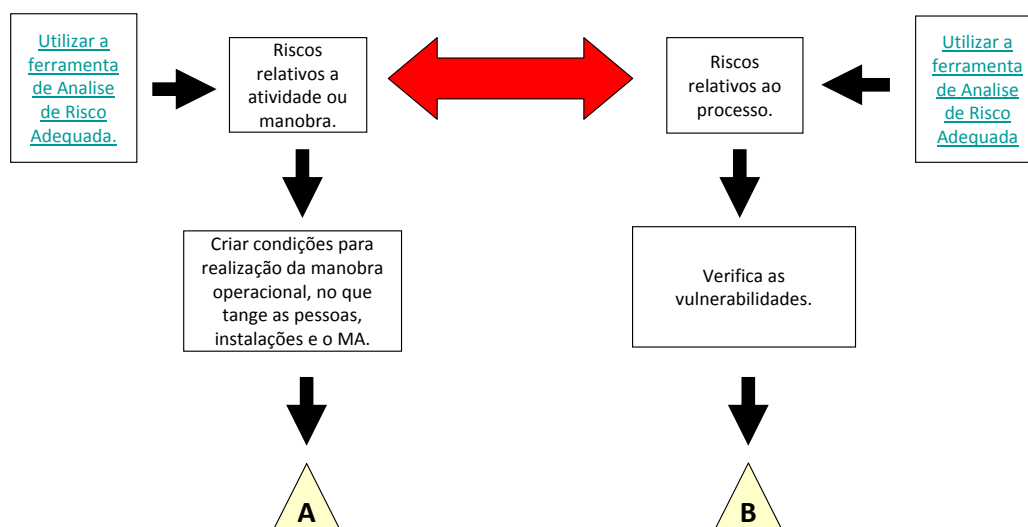 Utilizar a
ferramenta
de Analise
de Risco
Adequada.
Riscos
relativos a
atividade ou
manobra.
Riscos
relativos ao
processo.
Utilizar a
ferramenta
de Analise
de Risco
Adequada
Criar condições para
realização da manobra
operacional, no que
tange as pessoas,
instalações e o MA.
Verifica as
vulnerabilidades.
A
B